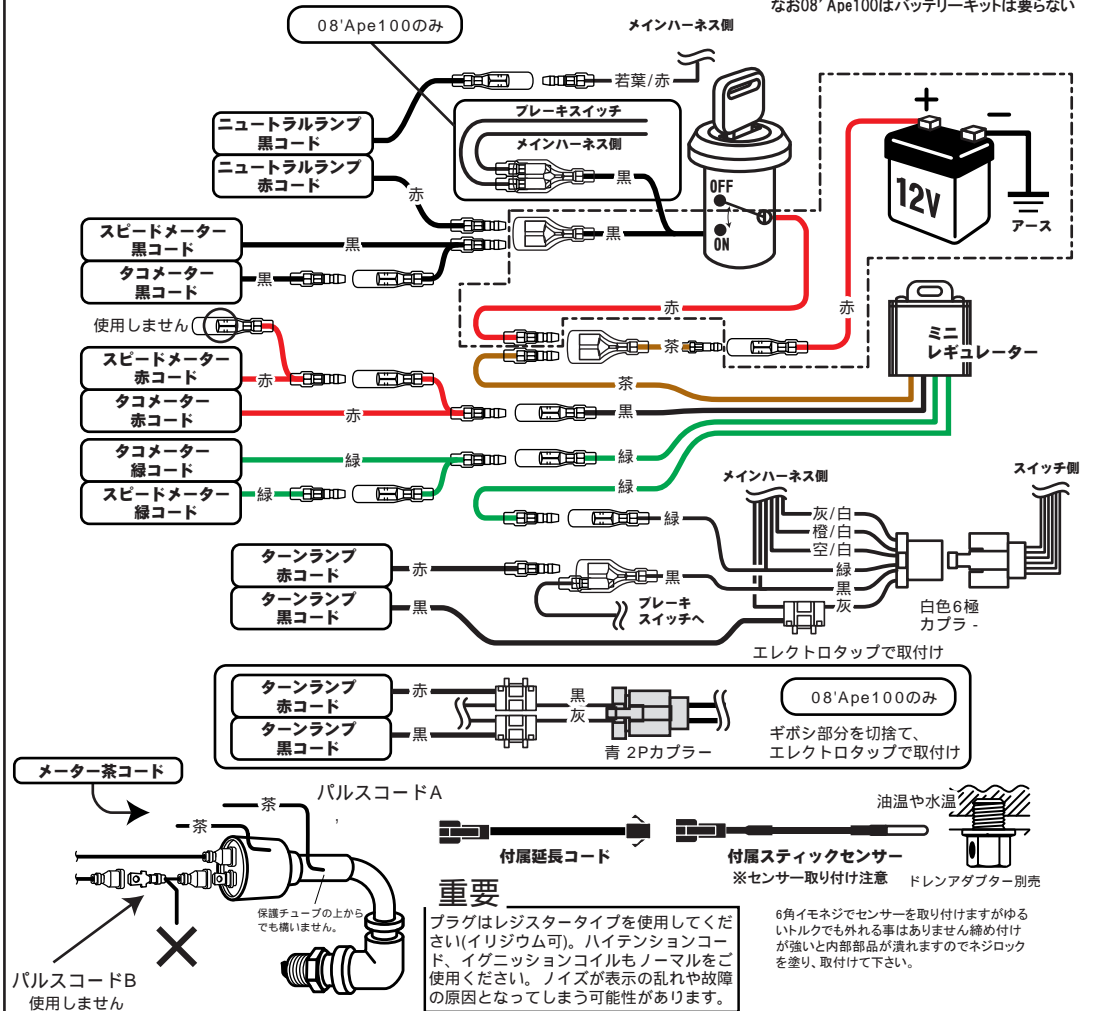 なお08’Ape100はバッテリーキットは要らない
08'Ape100のみ
メインハーネス側
若葉/赤
ブレーキスイッチ
メインハーネス側
黒
ニュートラルランプ
黒コード
ニュートラルランプ
赤コード
赤
OFF
ON
+
-
12V
アース
スピードメーター
黒コード
黒
黒
タコメーター
黒コード
黒
使用しません
赤
赤
ミニ
レギュレーター
スピードメーター
赤コード
赤
茶
茶
タコメーター
赤コード
赤
黒
タコメーター
緑コード
緑
緑
スピードメーター
緑コード
緑
緑
緑
メインハーネス側
スイッチ側
灰/白
橙/白
空/白
緑
黒
灰
白色6極
カプラ-
ターンランプ
赤コード
赤
黒
ターンランプ
黒コード
黒
ブレーキ
スイッチへ
エレクトロタップで取付け
ターンランプ
赤コード
赤
黒
灰
ターンランプ
黒コード
黒
青 2Pカプラー
08'Ape100のみ
ギボシ部分を切捨て、
エレクトロタップで取付け
メーター茶コード
茶
茶
パルスコードA
,
保護チューブの上から
でも構いません。
パルスコードB
使用しません
付属延長コード
付属スティックセンサー
※センサー取り付け注意
油温や水温
ドレンアダプター別売
重要
プラグはレジスタータイプを使用してくだ
さい(イリジウム可)。ハイテンションコー
ド、イグニッションコイルもノーマルをご
使用ください。ノイズが表示の乱れや故障
の原因となってしまう可能性があります。
6角イモネジでセンサーを取り付けますがゆる
いトルクでも外れる事はありません締め付け
が強いと内部部品が潰れますのでネジロック
を塗り、取付けて下さい。